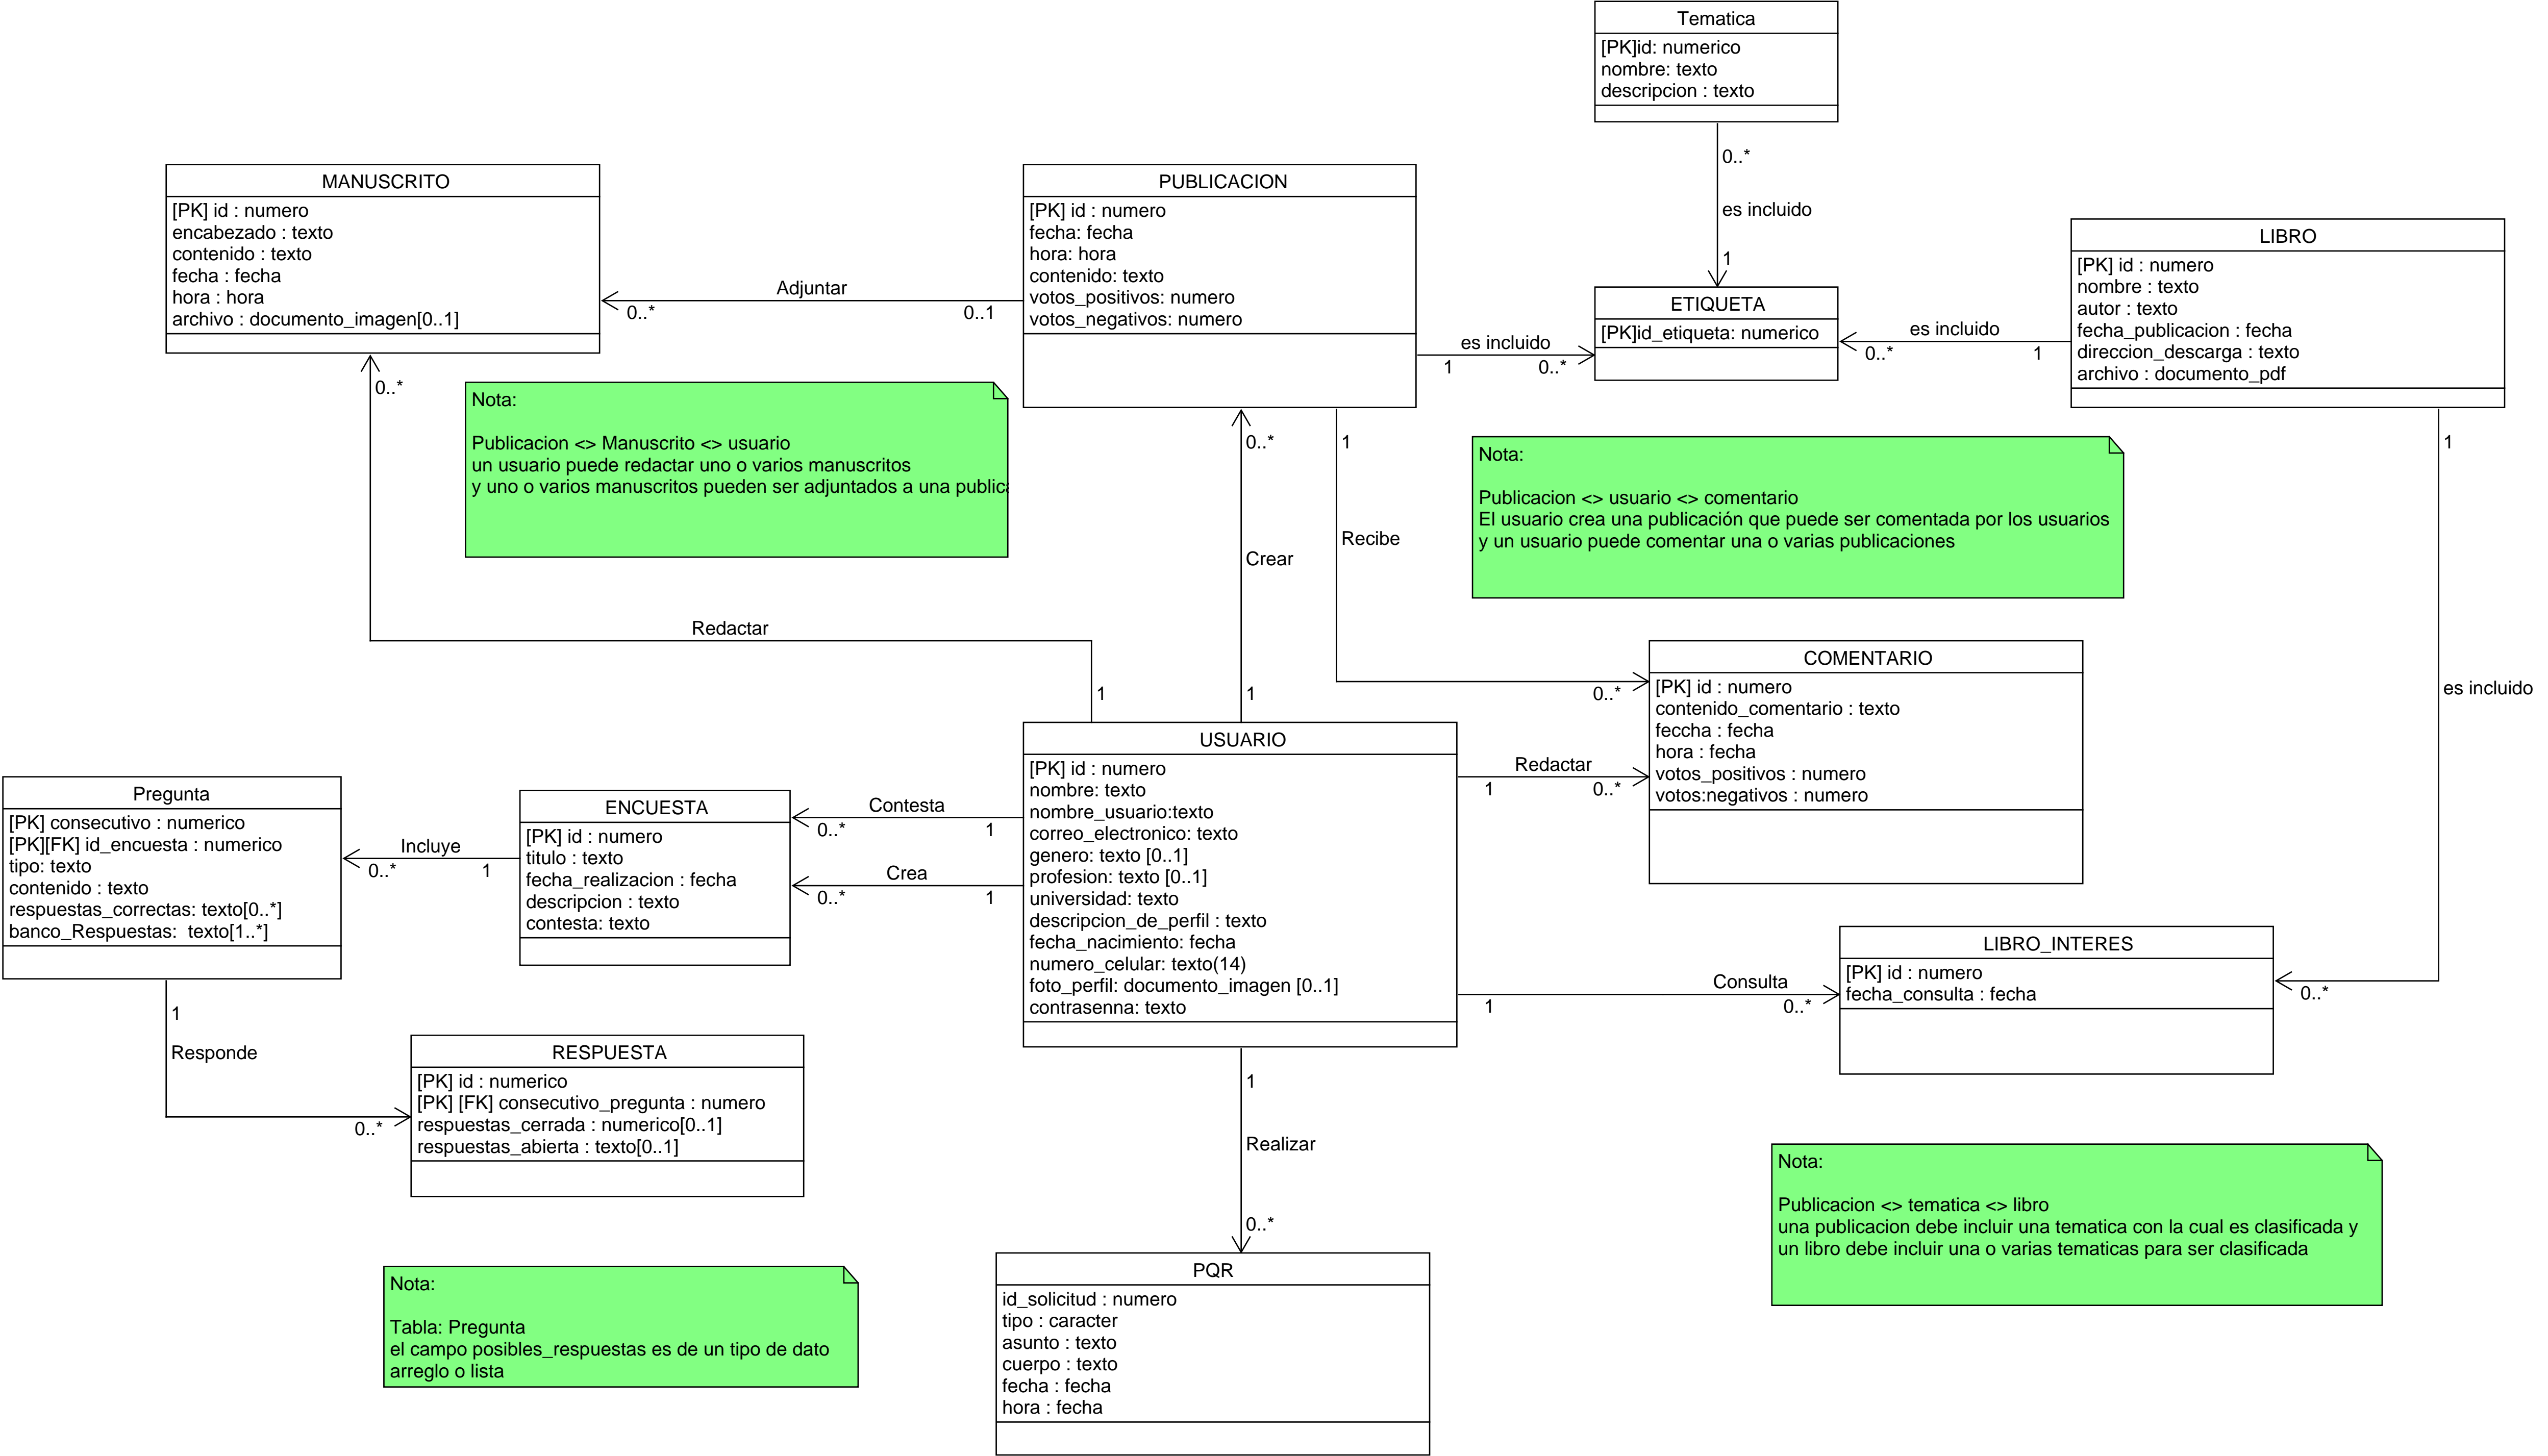 Tematica
[PK]id: numerico
nombre: texto
descripcion : texto
0..*
es incluido
1
MANUSCRITO
[PK] id : numero
encabezado : texto
contenido : texto
fecha : fecha
hora : hora
archivo : documento_imagen[0..1]
Adjuntar
0..*
0..1
PUBLICACION
[PK] id : numero
fecha: fecha
hora: hora
contenido: texto
votos_positivos: numero
votos_negativos: numero
es incluido
1
0..*
ETIQUETA
[PK]id_etiqueta: numerico
es incluido
0..*
1
LIBRO
[PK] id : numero
nombre : texto
autor : texto
fecha_publicacion : fecha
direccion_descarga : texto
archivo : documento_pdf
0..*
Nota:
Publicacion <> Manuscrito <> usuario
un usuario puede redactar uno o varios manuscritos
y uno o varios manuscritos pueden ser adjuntados a una public
0..*
Crear
1
1
Recibe
0..*
Nota:
Publicacion <> usuario <> comentario
El usuario crea una publicación que puede ser comentada por los usuarios
y un usuario puede comentar una o varias publicaciones
1
es incluido
0..*
Redactar
1
COMENTARIO
[PK] id : numero
contenido_comentario : texto
feccha : fecha
hora : fecha
votos_positivos : numero
votos:negativos : numero
Redactar
1
0..*
USUARIO
[PK] id : numero
nombre: texto
nombre_usuario:texto
correo_electronico: texto
genero: texto [0..1]
profesion: texto [0..1]
universidad: texto
descripcion_de_perfil : texto
fecha_nacimiento: fecha
numero_celular: texto(14)
foto_perfil: documento_imagen [0..1]
contrasenna: texto
Pregunta
[PK] consecutivo : numerico
[PK][FK] id_encuesta : numerico
tipo: texto
contenido : texto
respuestas_correctas: texto[0..*]
banco_Respuestas:  texto[1..*]
Incluye
0..*
1
ENCUESTA
[PK] id : numero
titulo : texto
fecha_realizacion : fecha
descripcion : texto
contesta: texto
Contesta
0..*
1
Crea
0..*
1
LIBRO_INTERES
[PK] id : numero
fecha_consulta : fecha
Consulta
1
0..*
1
Responde
0..*
RESPUESTA
[PK] id : numerico
[PK] [FK] consecutivo_pregunta : numero
respuestas_cerrada : numerico[0..1]
respuestas_abierta : texto[0..1]
1
Realizar
0..*
Nota:
Publicacion <> tematica <> libro
una publicacion debe incluir una tematica con la cual es clasificada y
un libro debe incluir una o varias tematicas para ser clasificada
Nota:
Tabla: Pregunta
el campo posibles_respuestas es de un tipo de dato
arreglo o lista
PQR
id_solicitud : numero
tipo : caracter
asunto : texto
cuerpo : texto
fecha : fecha
hora : fecha